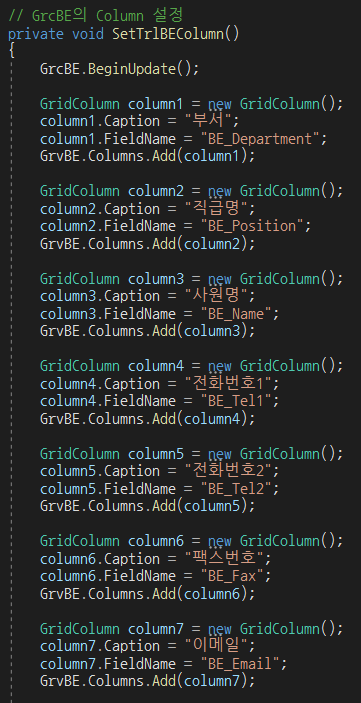 // GrcBE의 Column 설정
private void SetTrlBEColumn()
{
GrcBE.BeginUpdate();
GridColumn column1 = new GridColumn();
column1.Caption = "부서";
column1.FieldName = "BE_Department";
GrvBE.Columns.Add(column1);
GridColumn column2 = new GridColumn();
column2.Caption = "직급명";
column2.FieldName = "BE_Position";
GrvBE.Columns.Add(column2);
GridColumn column3 = new GridColumn();
column3.Caption = "사원명";
column3.FieldName = "BE_Name";
GrvBE.Columns.Add(column3);
GridColumn column4 = new GridColumn();
column4.Caption = "전화번호1";
column4.FieldName = "BE_Tel1";
GrvBE.Columns.Add(column4);
GridColumn column5 = new GridColumn();
column5.Caption = "전화번호2";
column5.FieldName = "BE_Tel2";
GrvBE.Columns.Add(column5);
GridColumn column6 = new GridColumn();
column6.Caption = "팩스번호";
column6.FieldName = "BE_Fax";
GrvBE.Columns.Add(column6);
GridColumn column7 = new GridColumn();
column7.Caption = "이메일";
column7.FieldName = "BE_Email";
GrvBE.Columns.Add(column7);